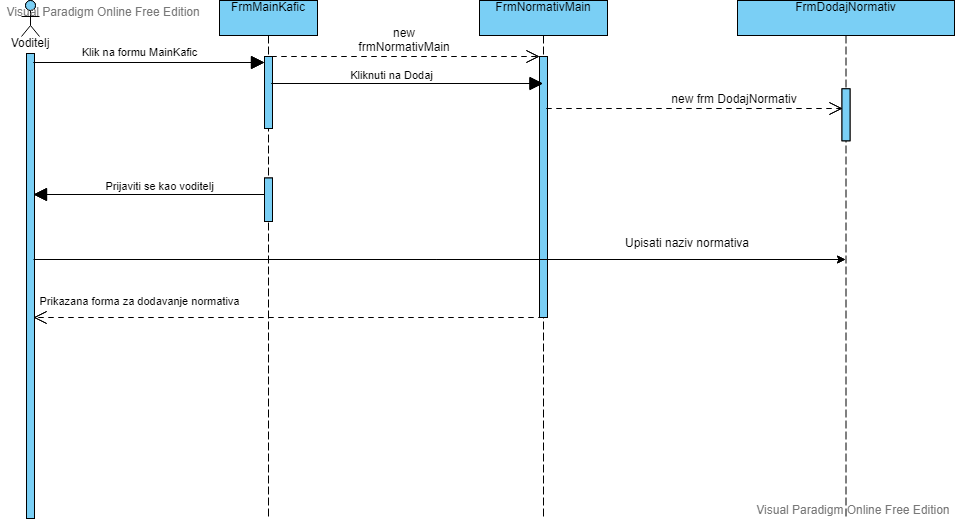 Visual Paradigm Online Free Edition
FrmMainKafic
FrmNormativMain
FrmDodajNormativ
Voditelj
Klik na formu MainKafic
new
frmNormativMain
Kliknuti na Dodaj
new frm DodajNormativ
Prijaviti se kao voditelj
Upisati naziv normativa
Prikazana forma za dodavanje normativa
Visual Paradigm Online Free Edition